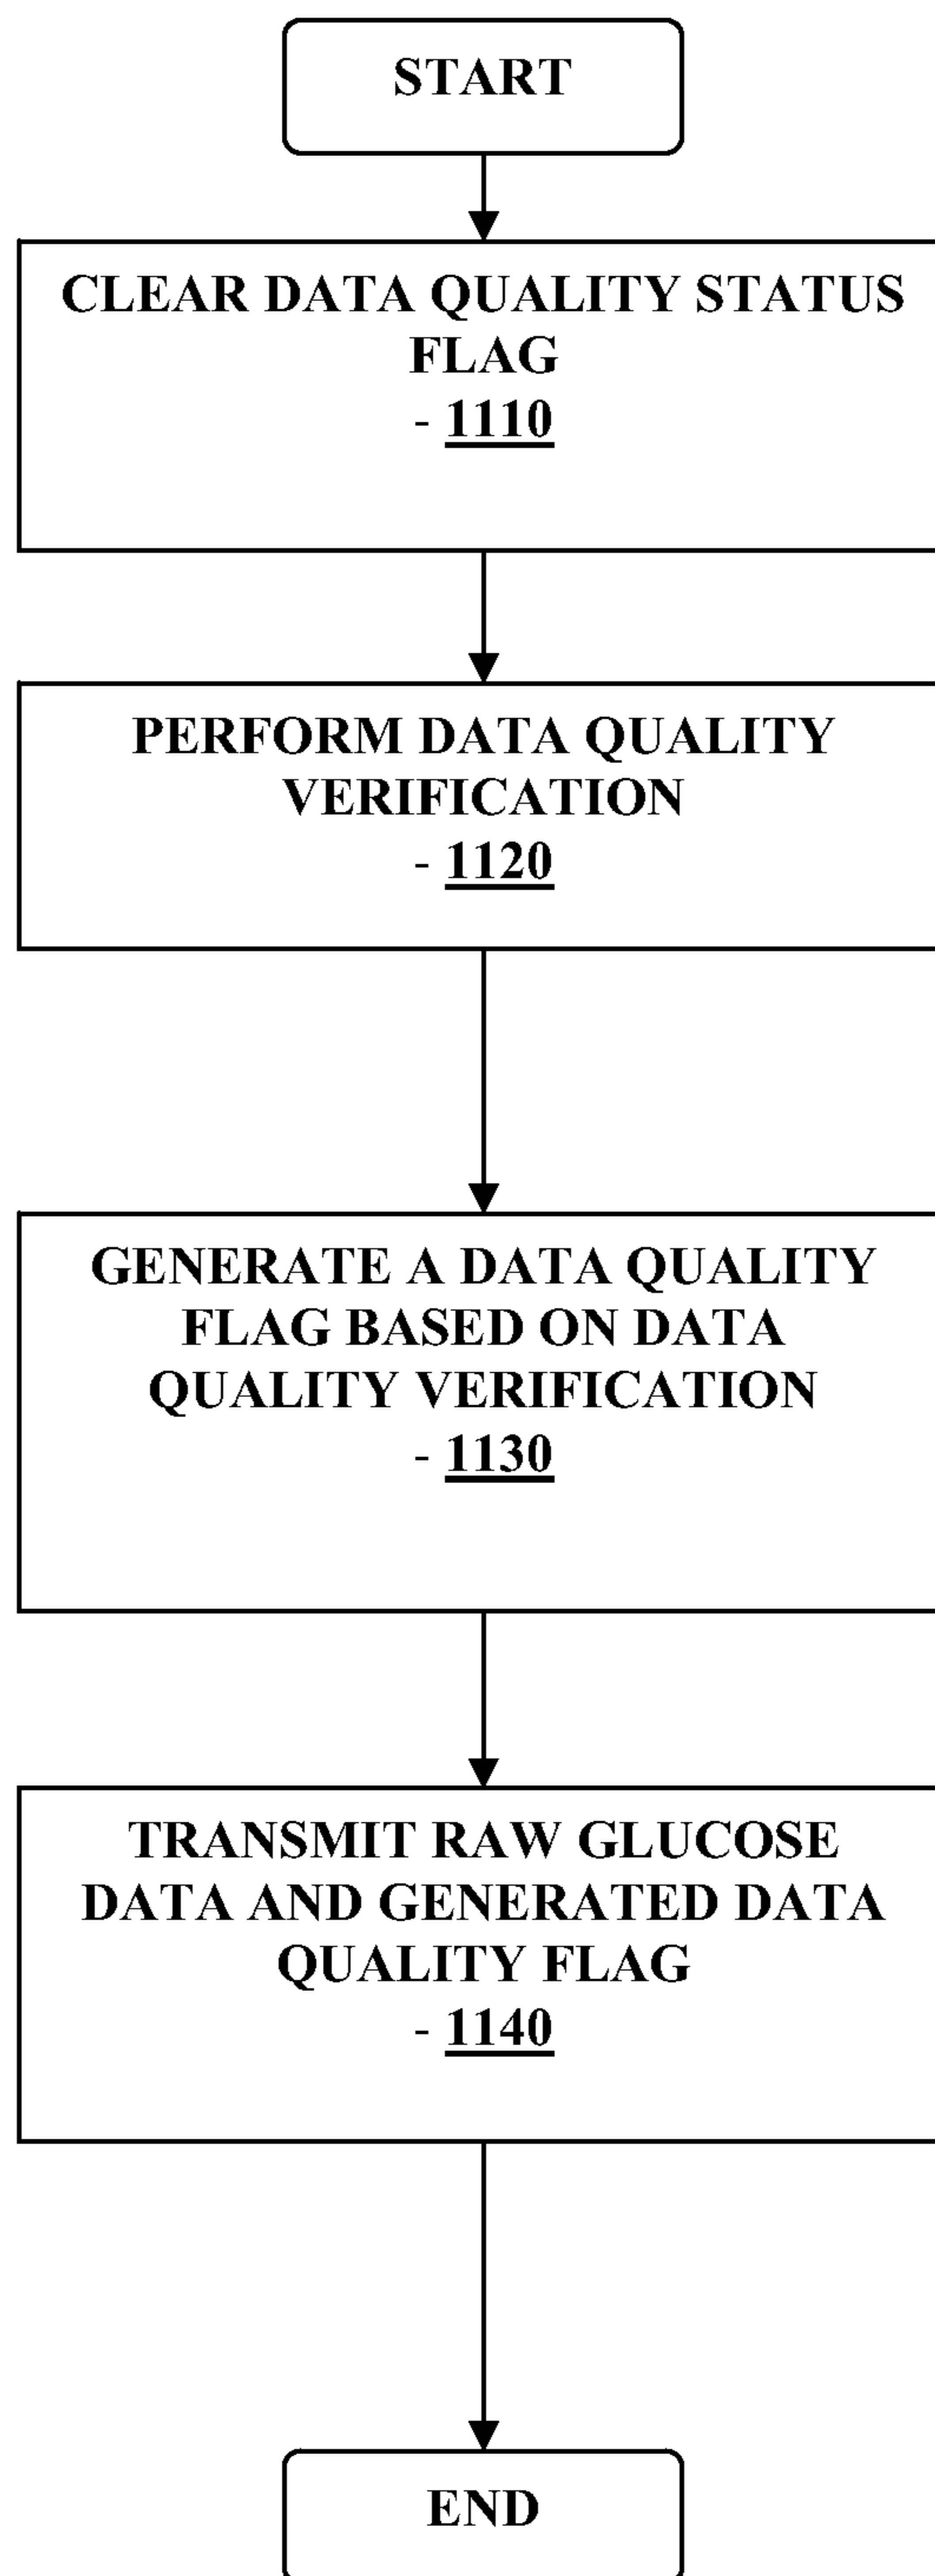 START
CLEAR DATA QUALITY STATUS
FLAG
- 1110
PERFORM DATA QUALITY
VERIFICATION
- 1120
GENERATE A DATA QUALITY
FLAG BASED ON DATA
QUALITY VERIFICATION
- 1130
TRANSMIT RAW GLUCOSE
DATA AND GENERATED DATA
QUALITY FLAG
- 1140
END